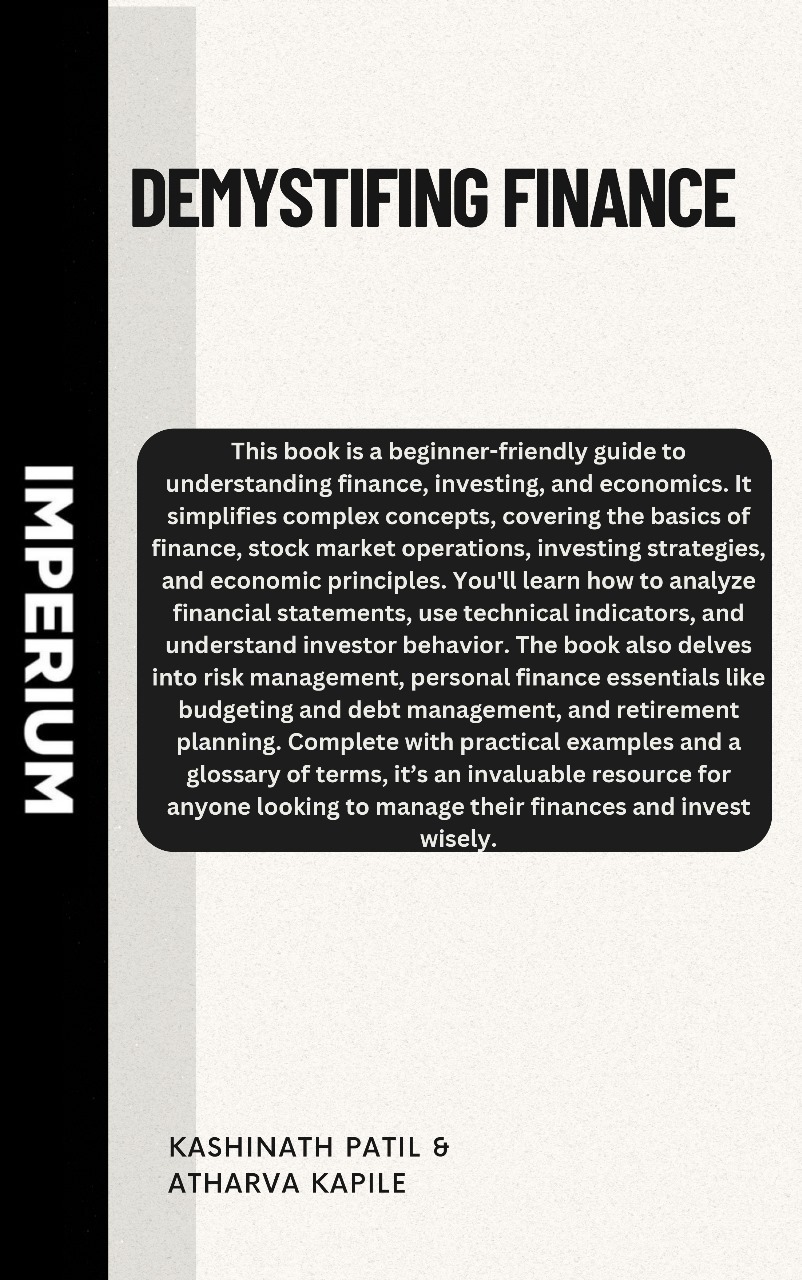 DEMYSTIFING FINANCE
IMPERIUM
This book is a beginner-friendly guide to
understanding finance, investing, and economics. It
simplifies complex concepts, covering the basics of
finance, stock market operations, investing strategies,
and economic principles. You'll learn how to analyze
financial statements, use technical indicators, and
understand investor behavior. The book also delves
into risk management, personal finance essentials like
budgeting and debt management, and retirement
planning. Complete with practical examples and a
glossary of terms, it’s an invaluable resource for
anyone looking to manage their finances and invest
wisely.
KASHINATH PATIL &
ATHARVA KAPILE